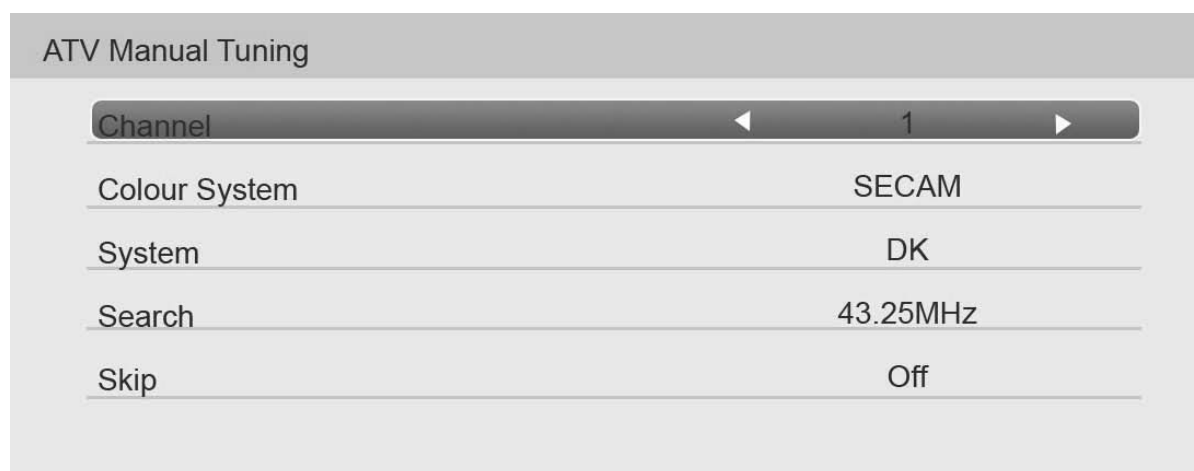 ATV Manual Tuning
Channel 1
Colour System SECAM
System DK
Search 43.25MHz
Skip Off